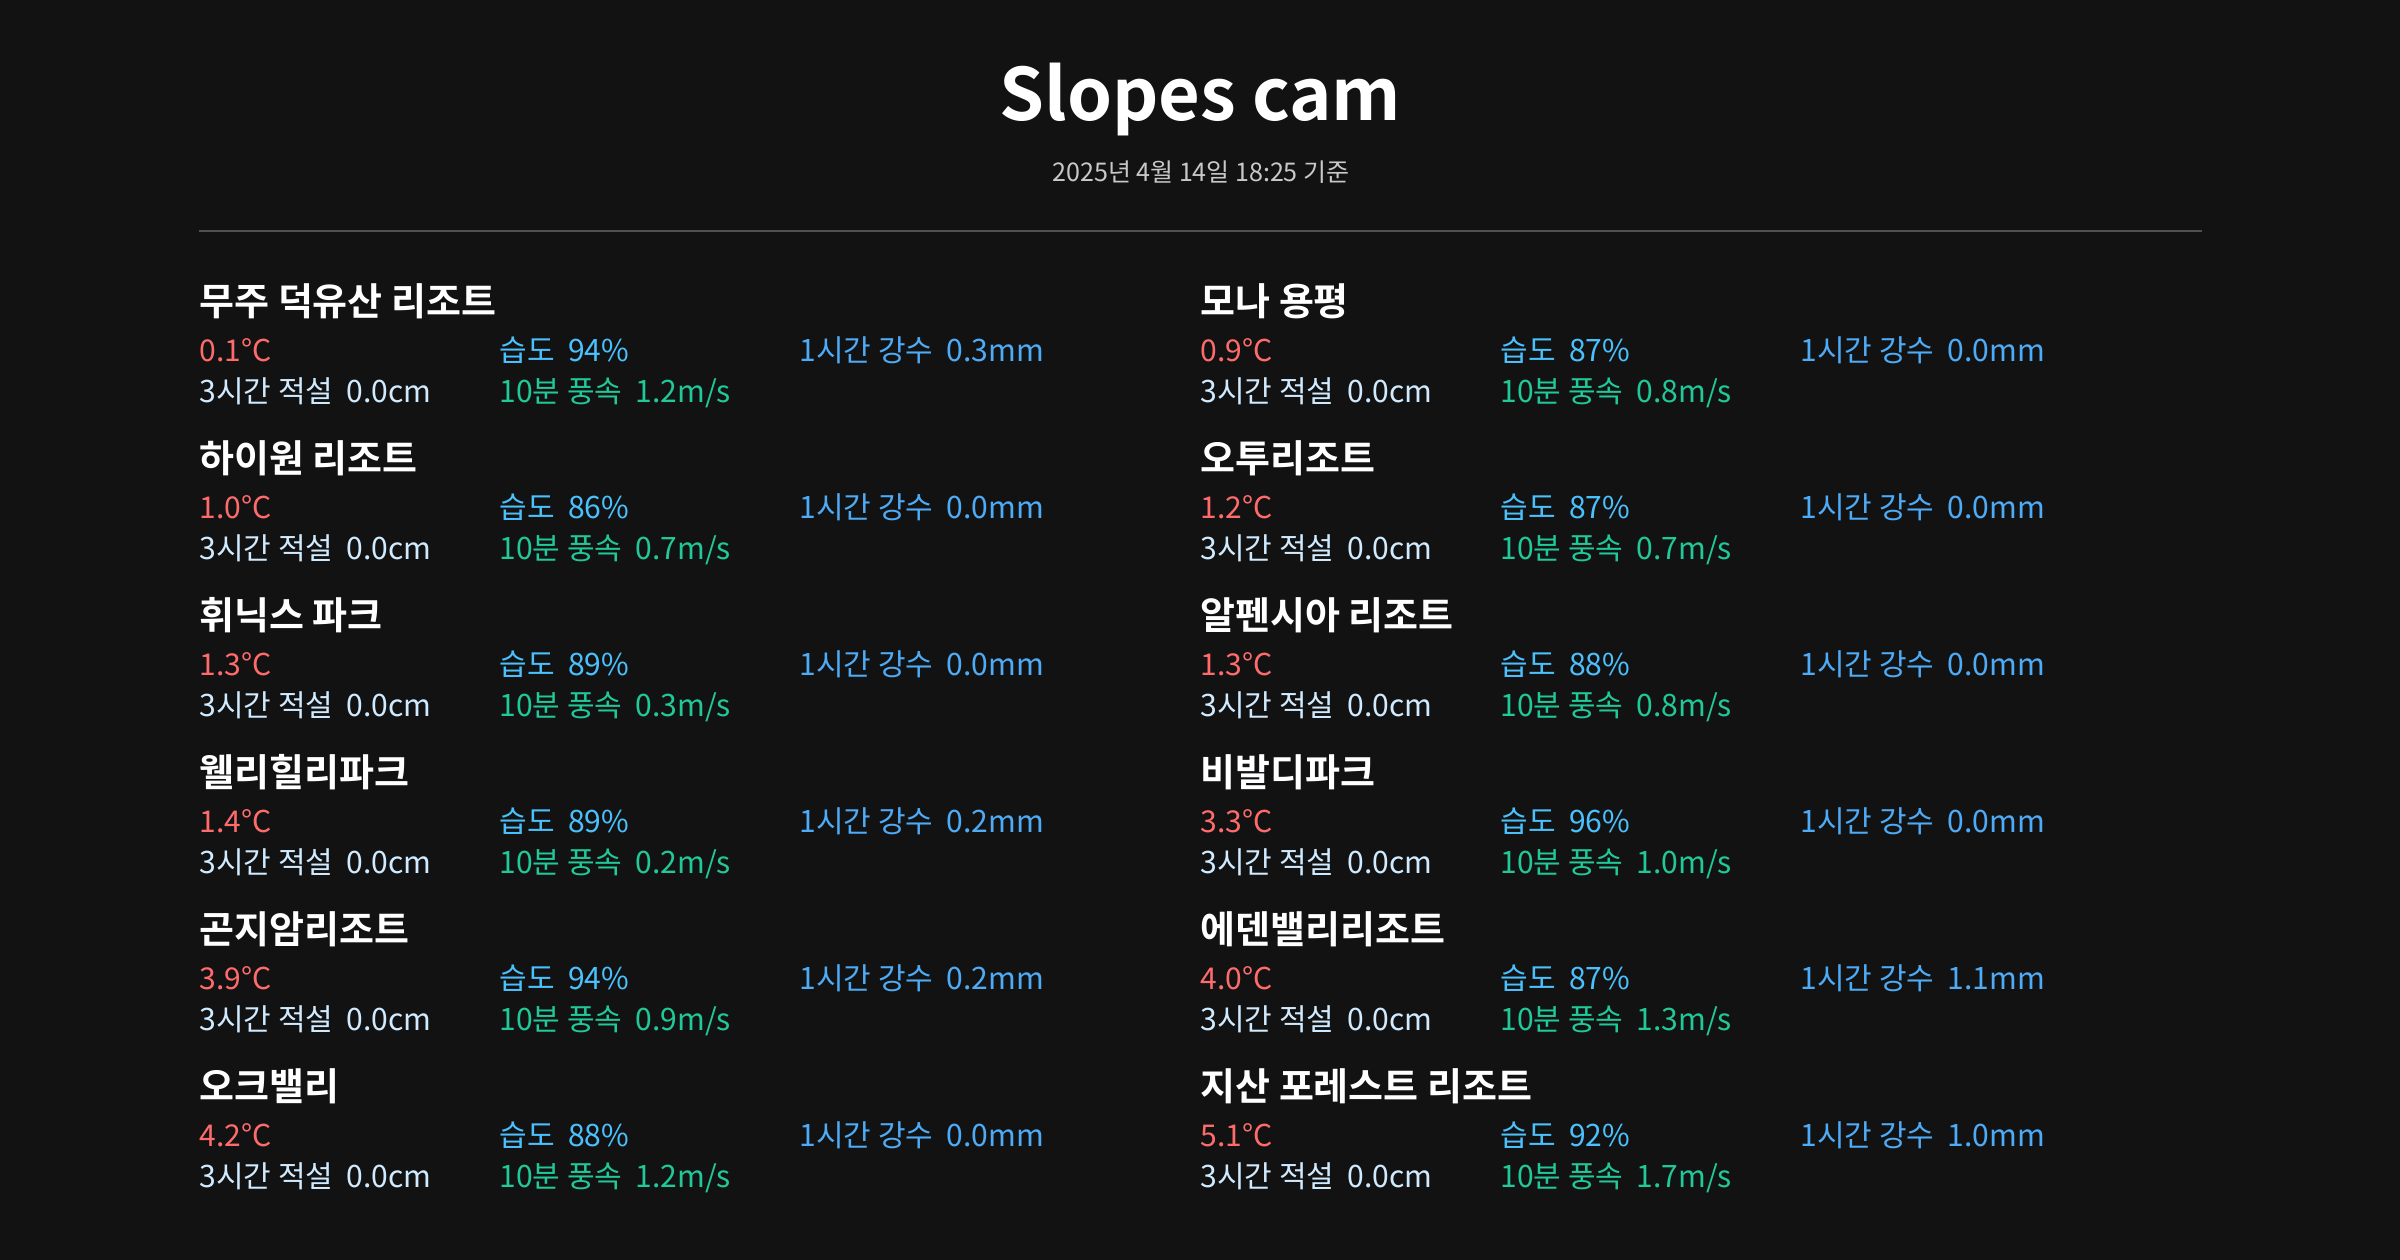 Slopes cam
2025년 4월 14일 18:25 기준
무주 덕유산 리조트
0.1°C 습도 94% 1시간 강수 0.3mm
3시간 적설 0.0cm 10분 풍속 1.2m/s
모나 용평
0.9°C 습도 87% 1시간 강수 0.0mm
3시간 적설 0.0cm 10분 풍속 0.8m/s
하이원 리조트
1.0°C 습도 86% 1시간 강수 0.0mm
3시간 적설 0.0cm 10분 풍속 0.7m/s
오투리조트
1.2°C 습도 87% 1시간 강수 0.0mm
3시간 적설 0.0cm 10분 풍속 0.7m/s
휘닉스 파크
1.3°C 습도 89% 1시간 강수 0.0mm
3시간 적설 0.0cm 10분 풍속 0.3m/s
알펜시아 리조트
1.3°C 습도 88% 1시간 강수 0.0mm
3시간 적설 0.0cm 10분 풍속 0.8m/s
웰리힐리파크
1.4°C 습도 89% 1시간 강수 0.2mm
3시간 적설 0.0cm 10분 풍속 0.2m/s
비발디파크
3.3°C 습도 96% 1시간 강수 0.0mm
3시간 적설 0.0cm 10분 풍속 1.0m/s
곤지암리조트
3.9°C 습도 94% 1시간 강수 0.2mm
3시간 적설 0.0cm 10분 풍속 0.9m/s
에덴밸리리조트
4.0°C 습도 87% 1시간 강수 1.1mm
3시간 적설 0.0cm 10분 풍속 1.3m/s
오크밸리
4.2°C 습도 88% 1시간 강수 0.0mm
3시간 적설 0.0cm 10분 풍속 1.2m/s
지산 포레스트 리조트
5.1°C 습도 92% 1시간 강수 1.0mm
3시간 적설 0.0cm 10분 풍속 1.7m/s